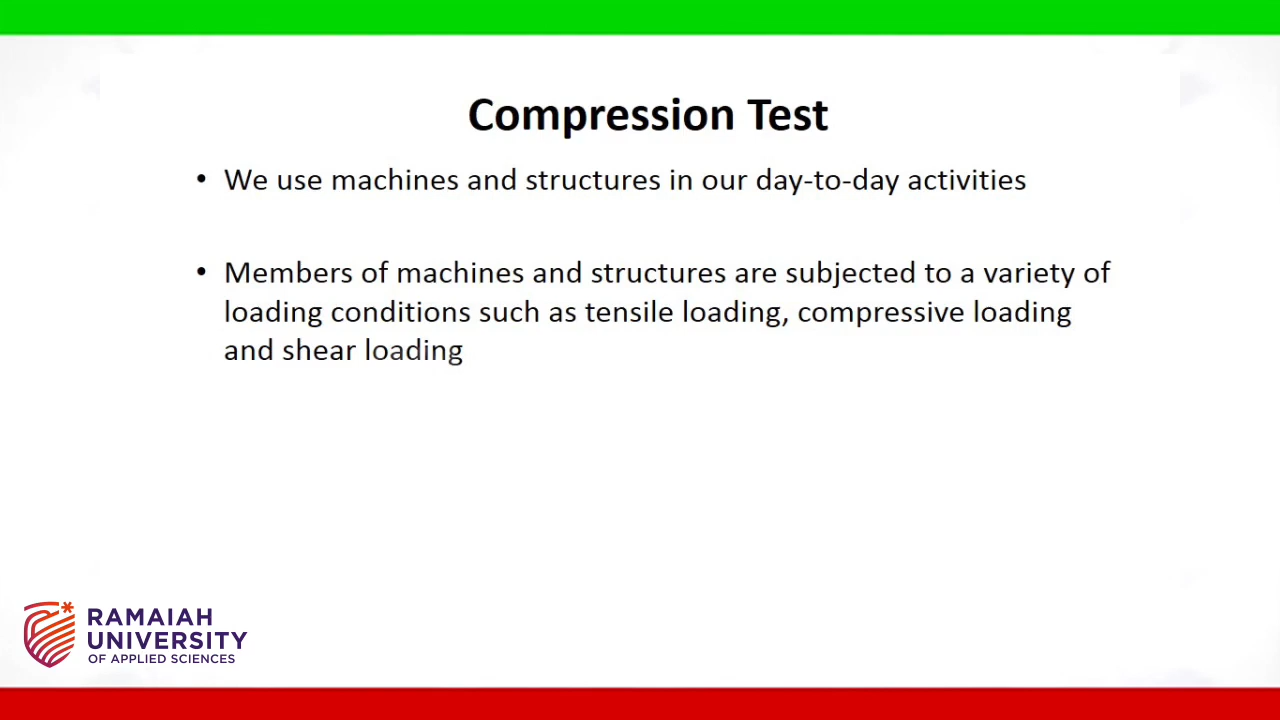 Compression Test
• We use machines and structures in our day-to-day activities
• Members of machines and structures are subjected to a variety of
loading conditions such as tensile loading, compressive loading
and shear loading
RAMAIAH
UNIVERSITY
OF APPLIED SCIENCES